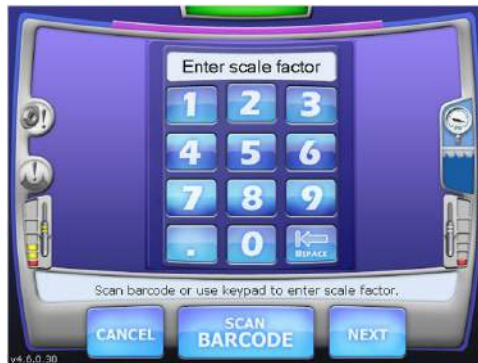 Enter scale factor
1 2 3
4 5 6
7 8 9
. 0 BSPACE
Scan barcode or use keypad to enter scale factor.
CANCEL
SCAN
BARCODE
NEXT
v4.6.0.30